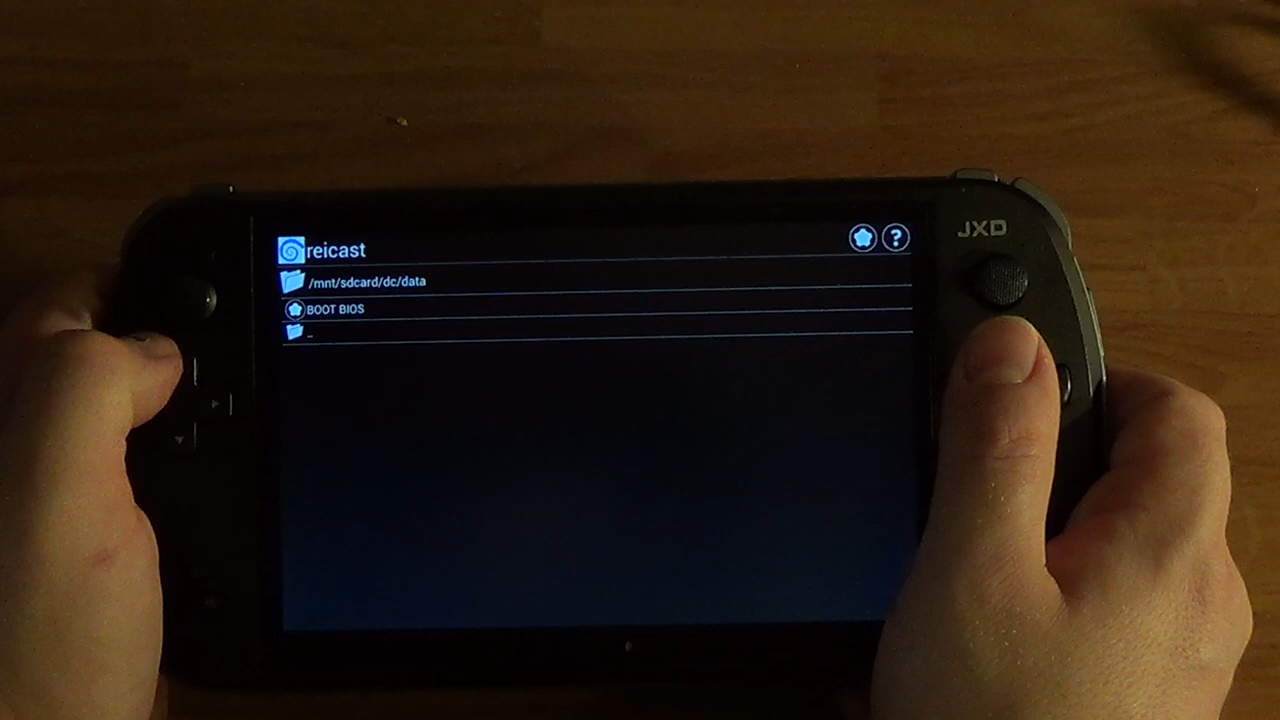 JXD
reicast
?
/mnt/sdcard/dc/data
BOOT BIOS
..